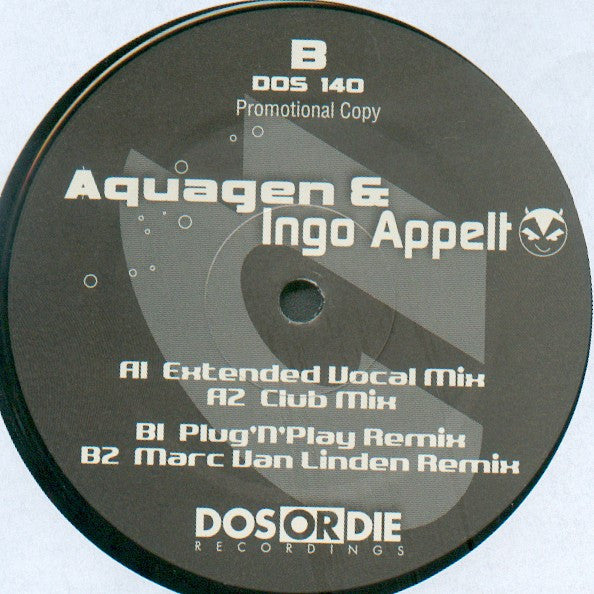 B
DOS 140
Promotional Copy
Aquagen &
Ingo Appelt
A1 Extended Vocal Mix
A2 Club Mix
B1 Plug'N'Play Remix
B2 Marc Van Linden Remix
DOS OR DIE
RECORDINGS